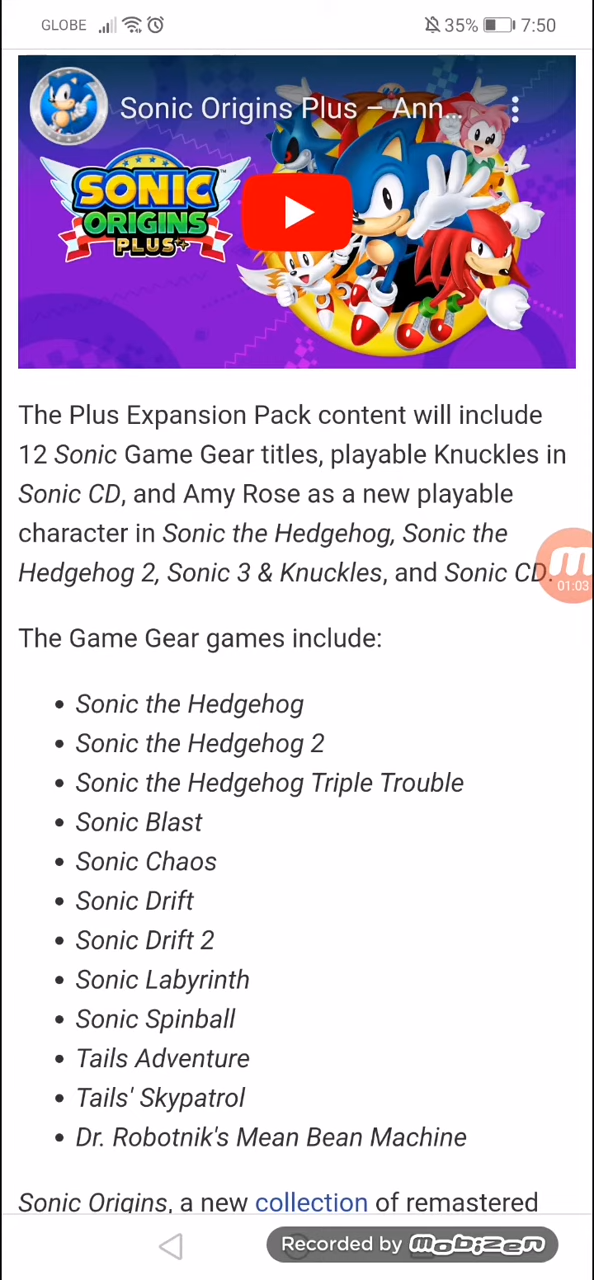 GLOBE 35% 7:50
Sonic Origins Plus – Ann...
SONIC
ORIGINS
PLUS+
The Plus Expansion Pack content will include
12 Sonic Game Gear titles, playable Knuckles in
Sonic CD, and Amy Rose as a new playable
character in Sonic the Hedgehog, Sonic the
Hedgehog 2, Sonic 3 & Knuckles, and Sonic CD.
01:03
The Game Gear games include:
• Sonic the Hedgehog
• Sonic the Hedgehog 2
• Sonic the Hedgehog Triple Trouble
• Sonic Blast
• Sonic Chaos
• Sonic Drift
• Sonic Drift 2
• Sonic Labyrinth
• Sonic Spinball
• Tails Adventure
• Tails' Skypatrol
• Dr. Robotnik's Mean Bean Machine
Sonic Origins, a new collection of remastered
Recorded by mobizen